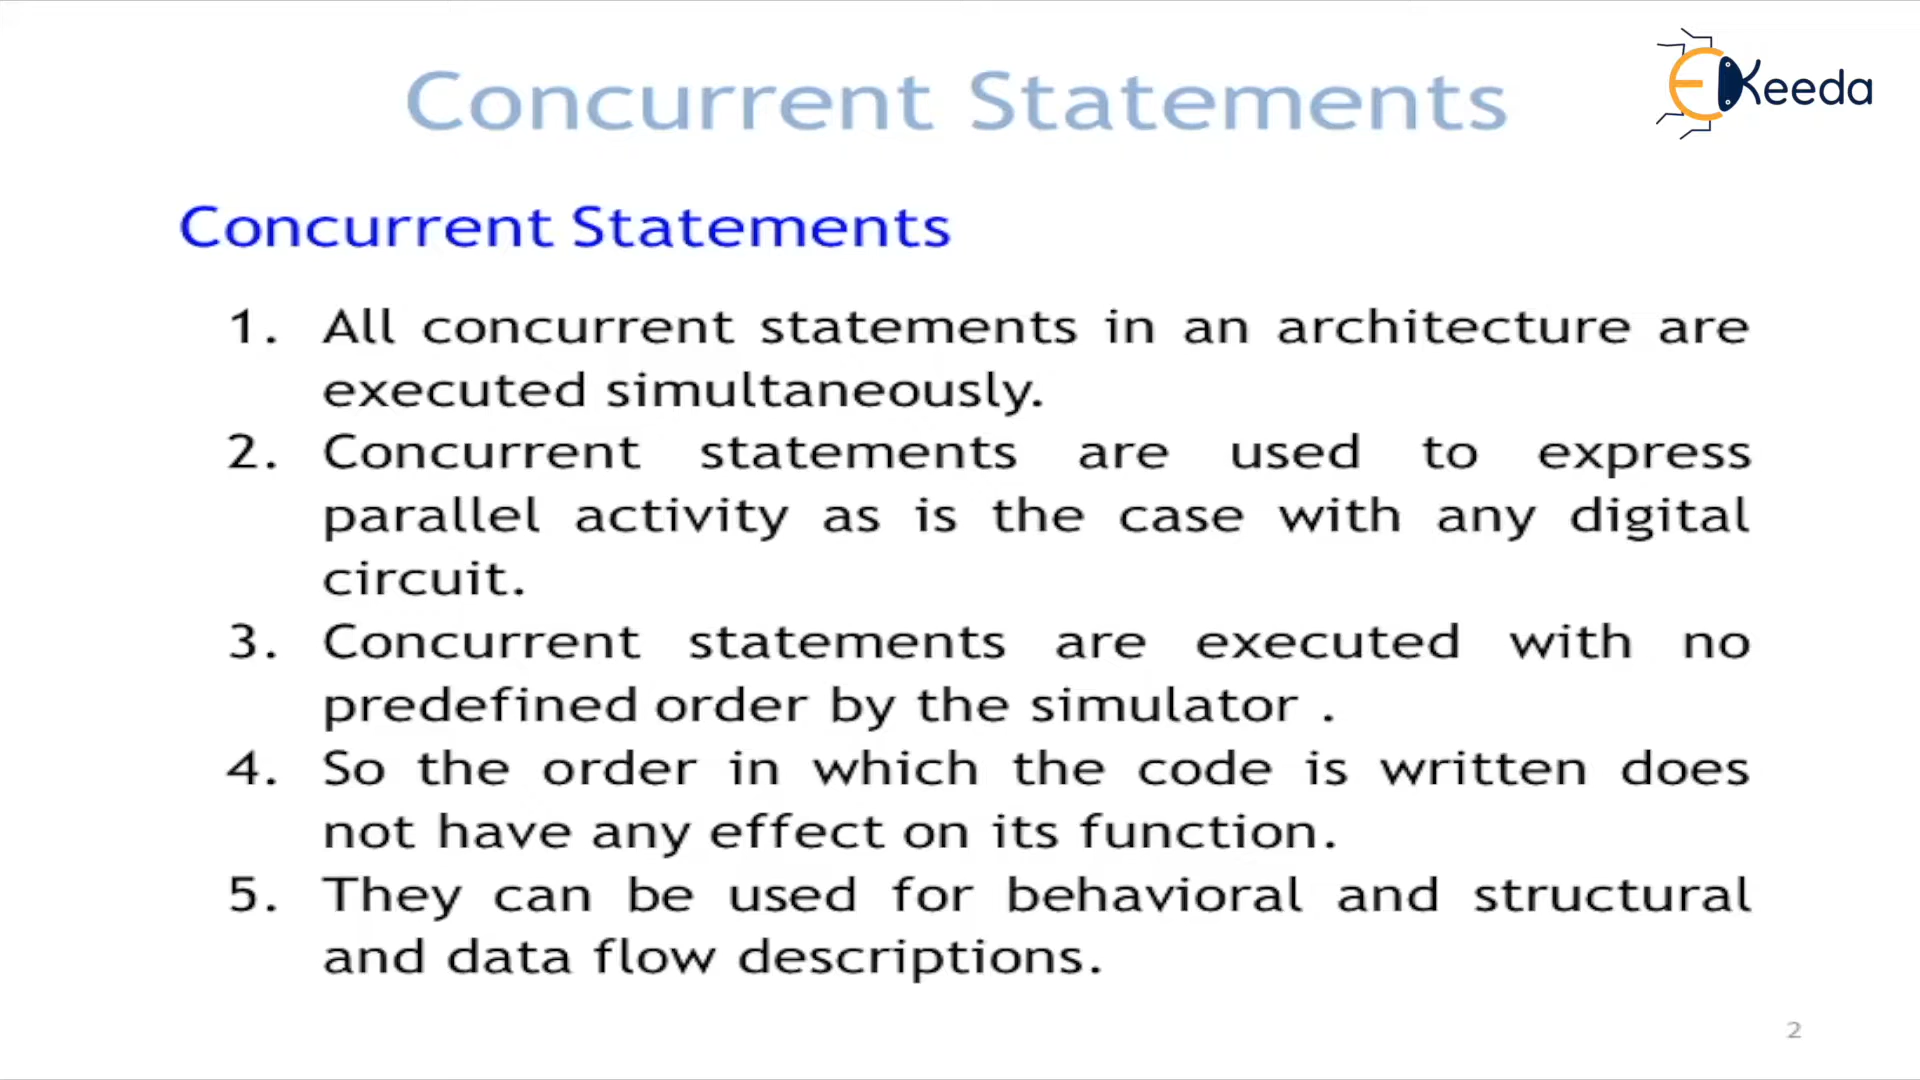 Concurrent Statements
EKeeda
Concurrent Statements
1. All concurrent statements in an architecture are
executed simultaneously.
2. Concurrent statements are used to express
parallel activity as is the case with any digital
circuit.
3. Concurrent statements are executed with no
predefined order by the simulator .
4. So the order in which the code is written does
not have any effect on its function.
5. They can be used for behavioral and structural
and data flow descriptions.
2